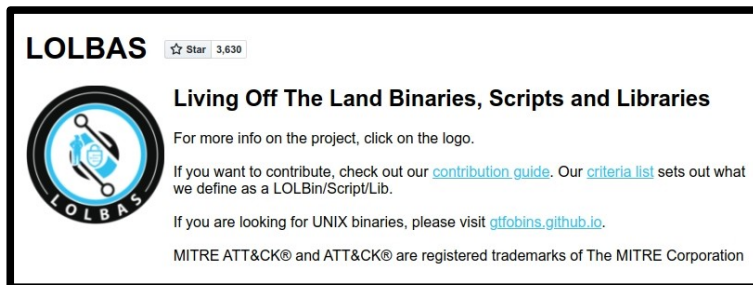 LOLBAS
Star 3,630
Living Off The Land Binaries, Scripts and Libraries
For more info on the project, click on the logo.
If you want to contribute, check out our contribution guide. Our criteria list sets out what
we define as a LOLBin/Script/Lib.
If you are looking for UNIX binaries, please visit gtfobins.github.io.
MITRE ATT&CK® and ATT&CK® are registered trademarks of The MITRE Corporation
LOLBAS